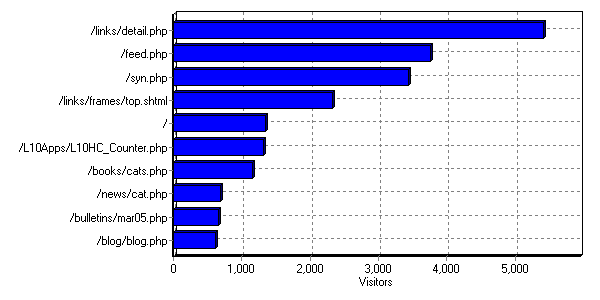 /links/detail.php
/feed.php
/syn.php
/links/frames/top.shtml
/
/L10Apps/L10HC_Counter.php
/books/cats.php
/news/cat.php
/bulletins/mar05.php
/blog/blog.php
0 1,000 2,000 3,000 4,000 5,000
Visitors